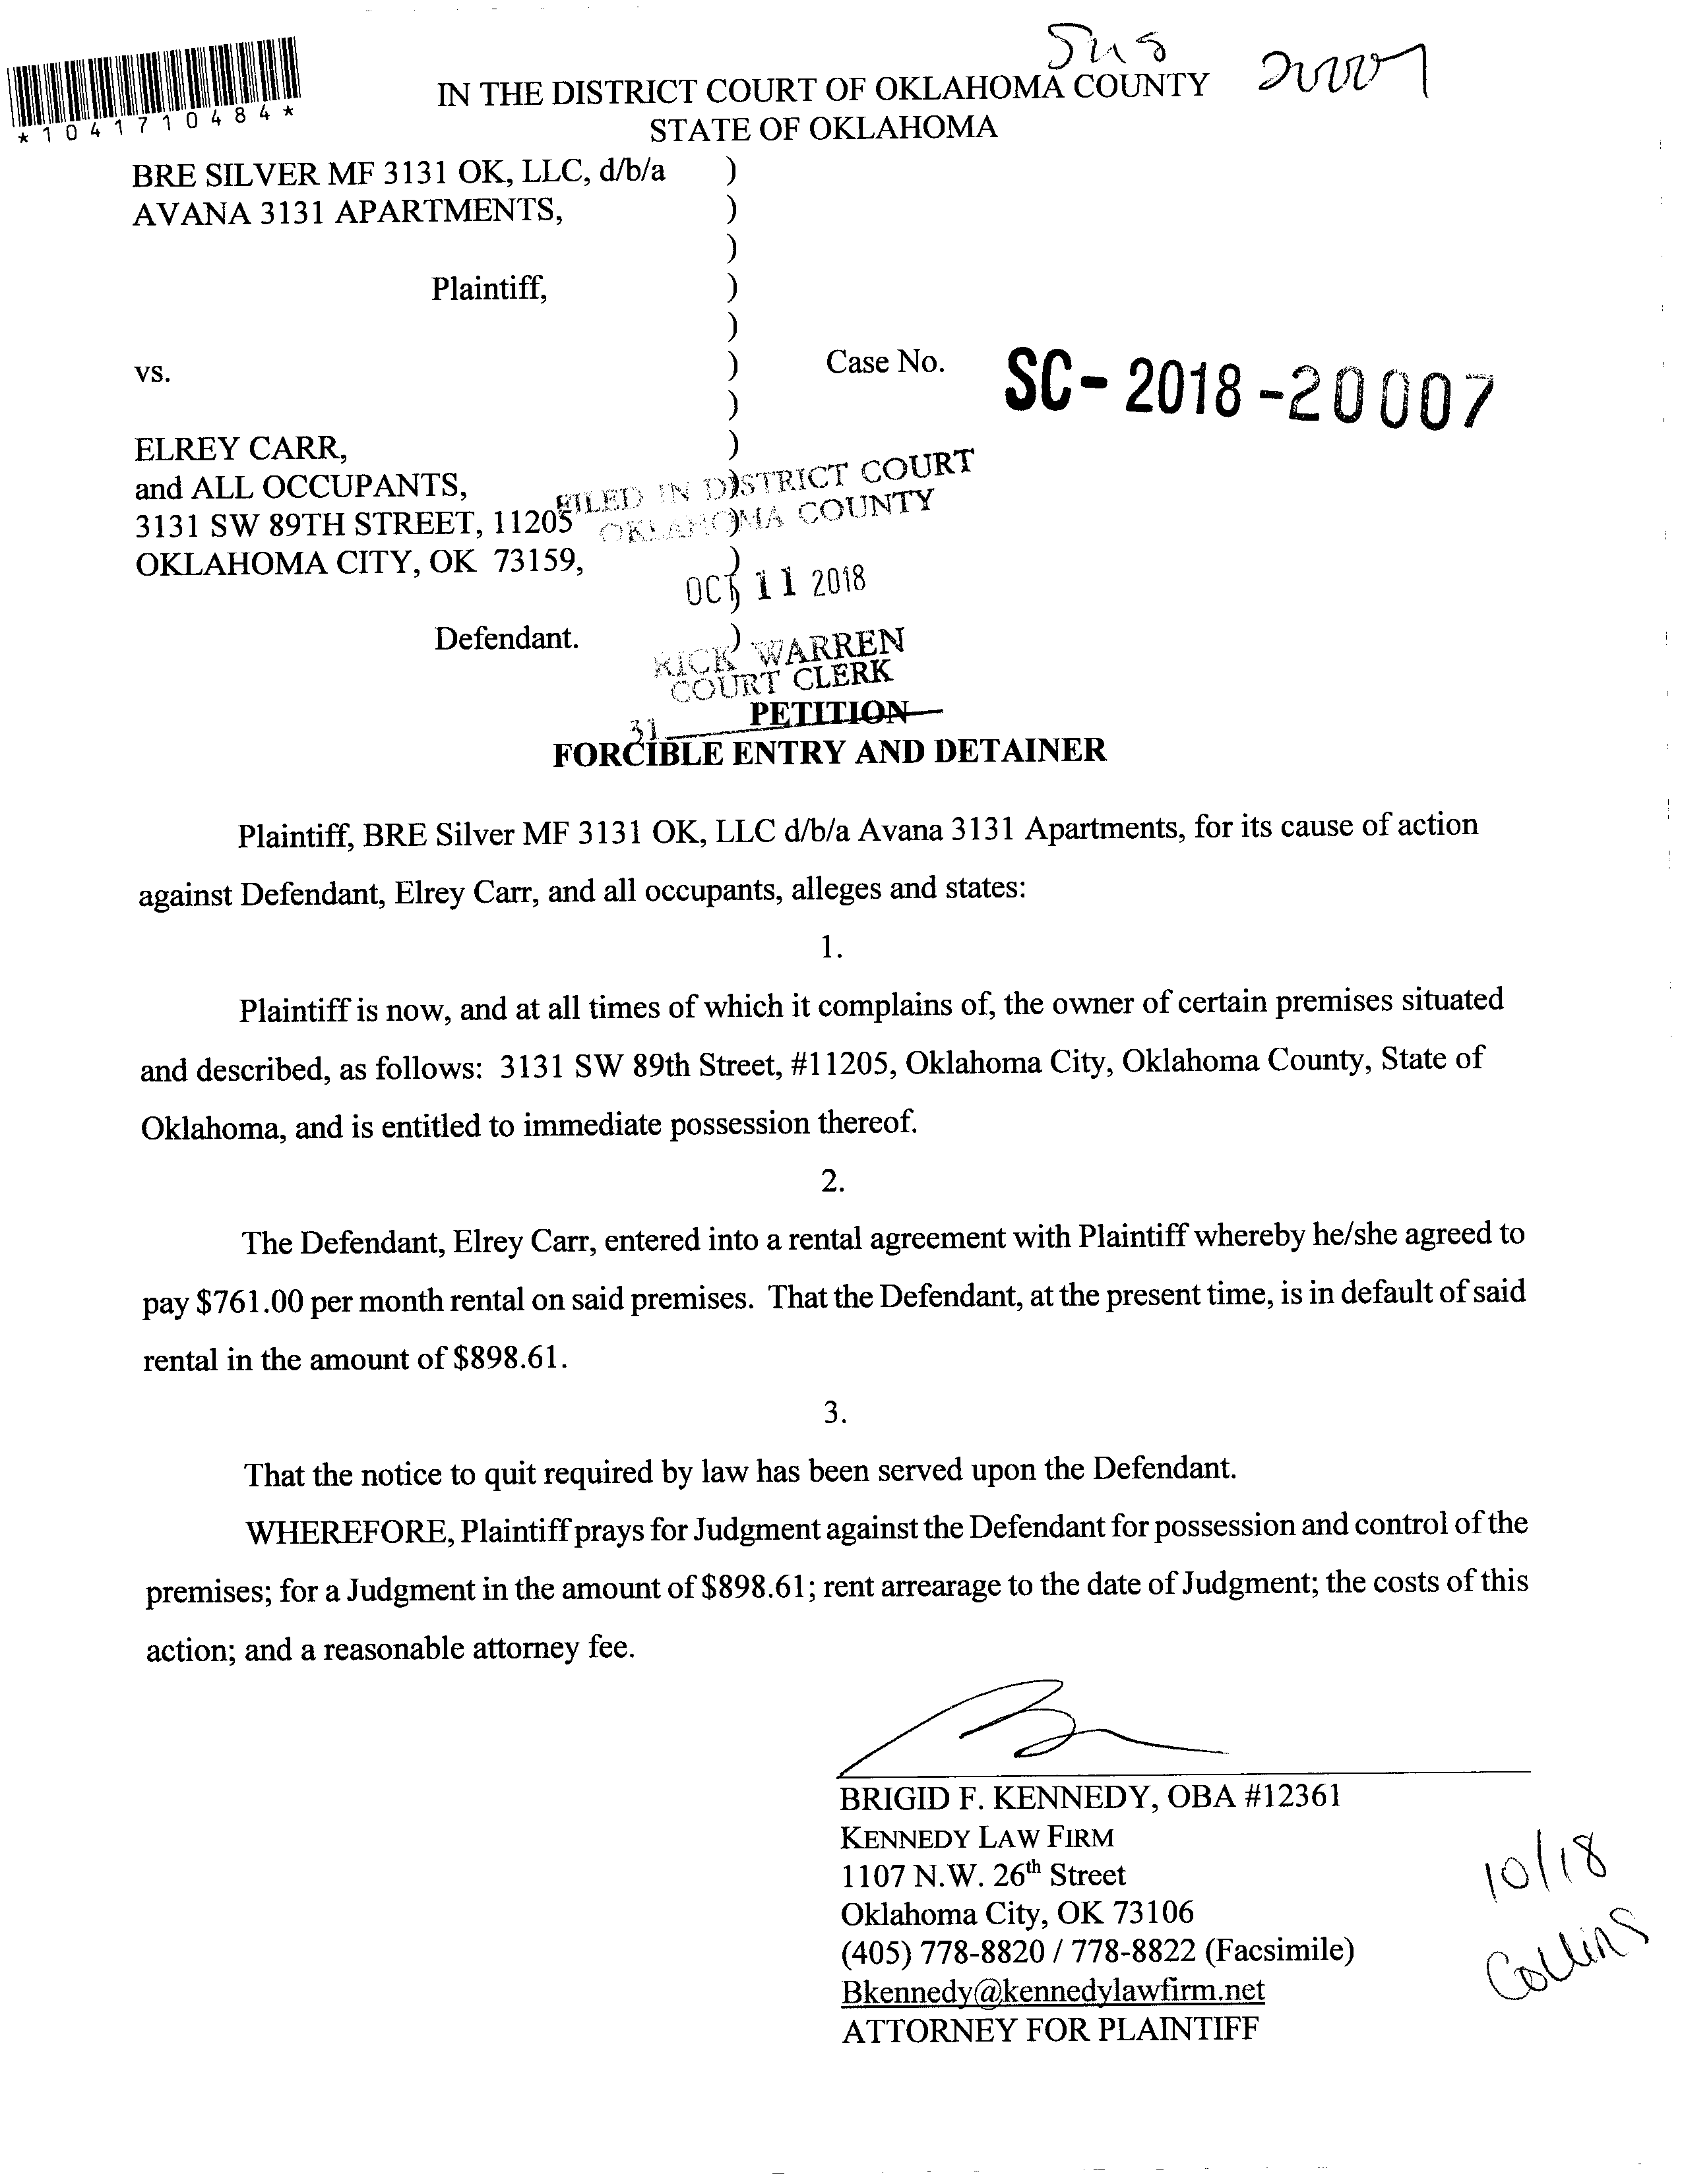 *1041710484*
IN THE DISTRICT COURT OF OKLAHOMA COUNTY
STATE OF OKLAHOMA
BRE SILVER MF 3131 OK, LLC, d/b/a )
AVANA 3131 APARTMENTS, )
)
Plaintiff, )
)
vs. ) Case No. SC-2018-20007
)
ELREY CARR, )
and ALL OCCUPANTS, )
3131 SW 89TH STREET, 11205 )
OKLAHOMA CITY, OK 73159, )
)
Defendant. )
FILED IN DISTRICT COURT
OKLAHOMA COUNTY
OCT 11 2018
RICK WARREN
COURT CLERK
31
PETITION
FORCIBLE ENTRY AND DETAINER
Plaintiff, BRE Silver MF 3131 OK, LLC d/b/a Avana 3131 Apartments, for its cause of action
against Defendant, Elrey Carr, and all occupants, alleges and states:
1.
Plaintiff is now, and at all times of which it complains of, the owner of certain premises situated
and described, as follows: 3131 SW 89th Street, #11205, Oklahoma City, Oklahoma County, State of
Oklahoma, and is entitled to immediate possession thereof.
2.
The Defendant, Elrey Carr, entered into a rental agreement with Plaintiff whereby he/she agreed to
pay $761.00 per month rental on said premises. That the Defendant, at the present time, is in default of said
rental in the amount of $898.61.
3.
That the notice to quit required by law has been served upon the Defendant.
WHEREFORE, Plaintiff prays for Judgment against the Defendant for possession and control of the
premises; for a Judgment in the amount of $898.61; rent arrearage to the date of Judgment; the costs of this
action; and a reasonable attorney fee.
BRIGID F. KENNEDY, OBA #12361
KENNEDY LAW FIRM
1107 N.W. 26th Street
Oklahoma City, OK 73106
(405) 778-8820 / 778-8822 (Facsimile)
Bkennedy@kennedylawfirm.net
ATTORNEY FOR PLAINTIFF
10/18
Collins